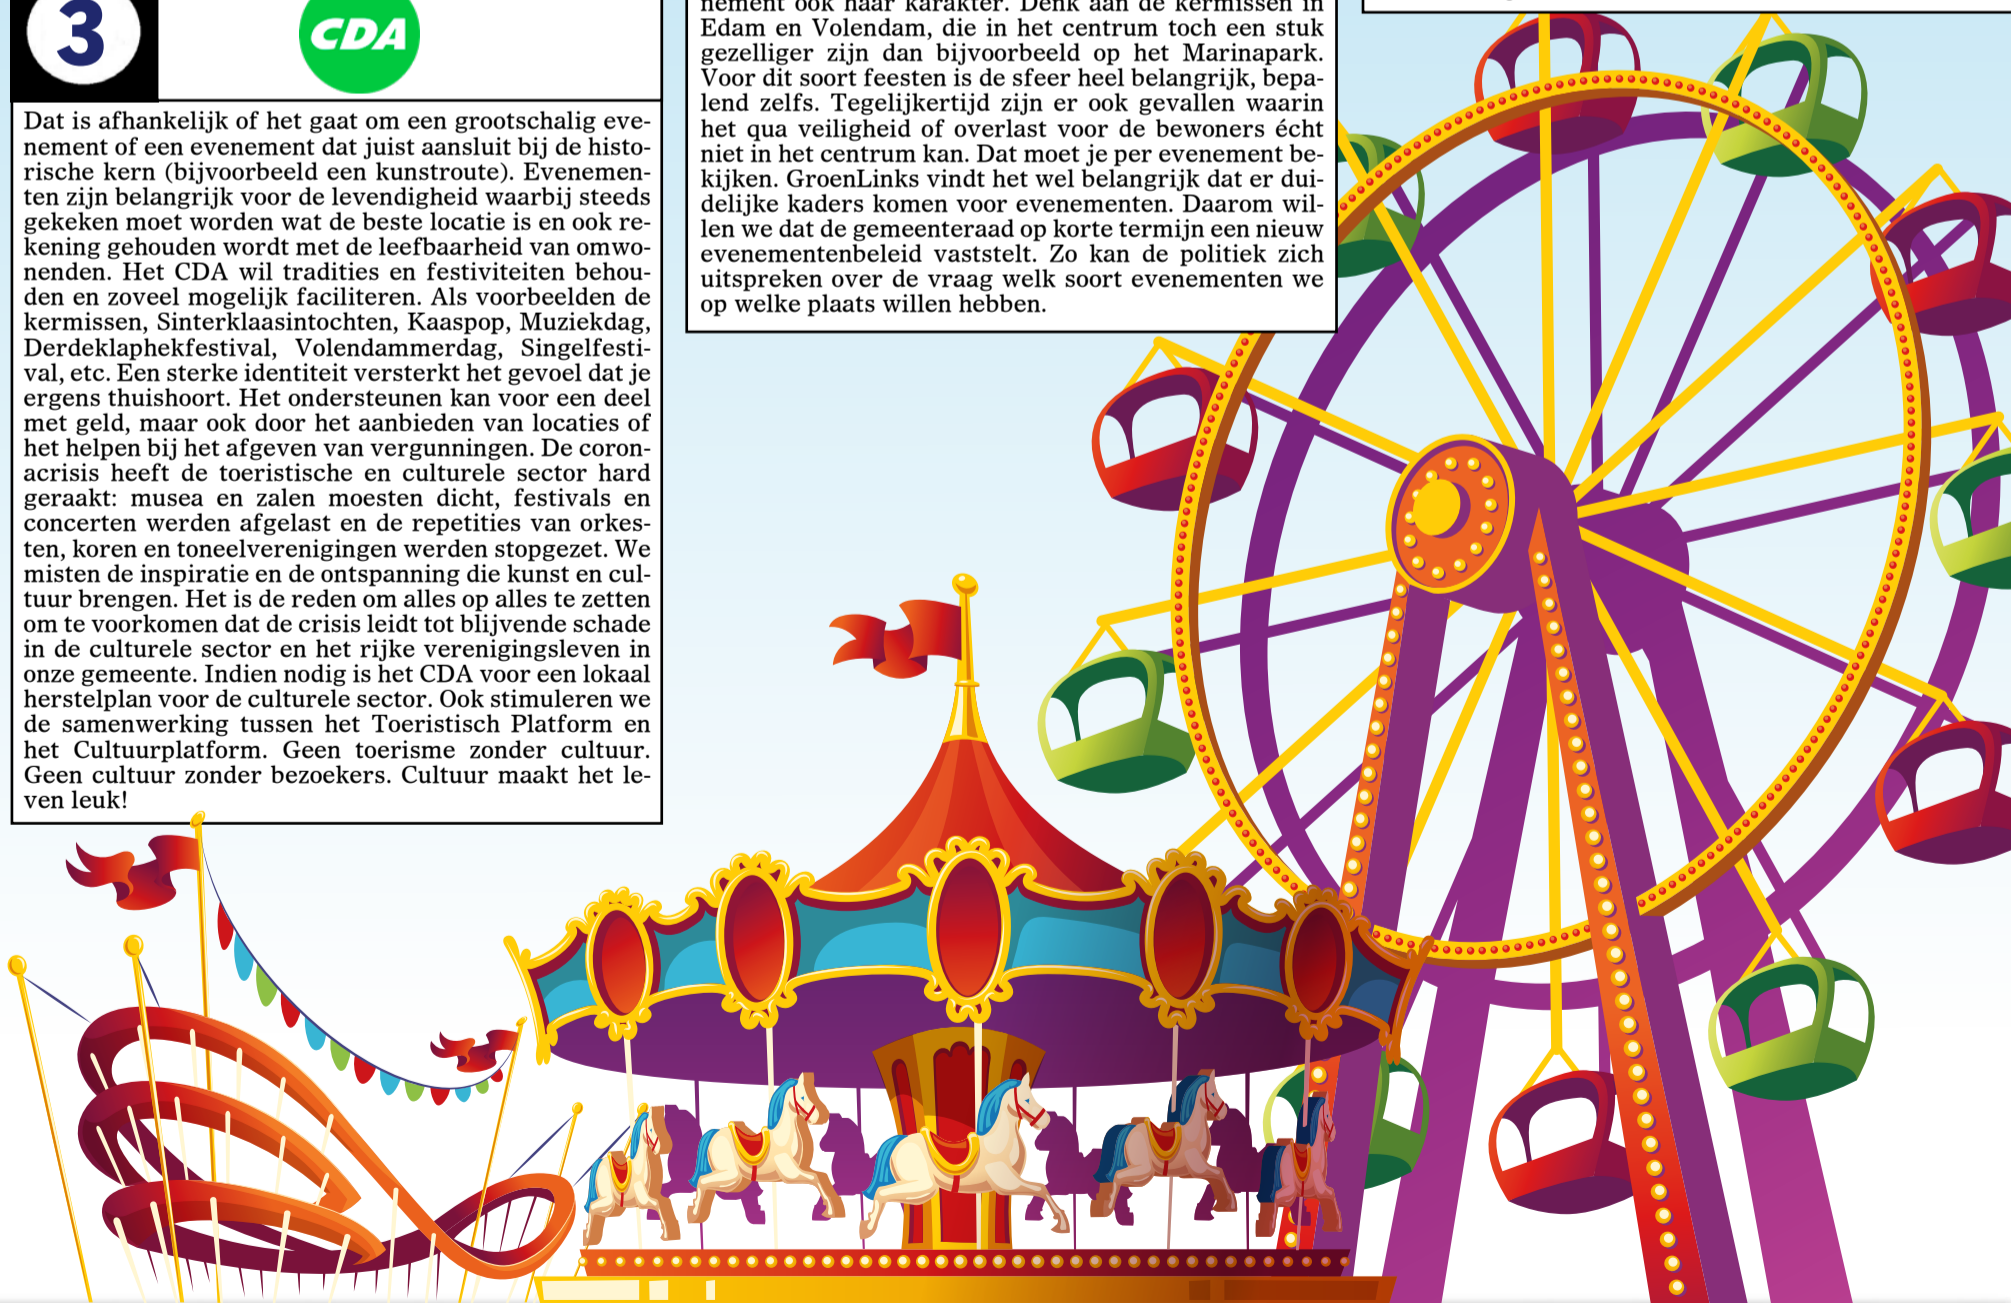 3
CDA
Dat is afhankelijk of het gaat om een grootschalig eve-
nement of een evenement dat juist aansluit bij de histo-
rische kern (bijvoorbeeld een kunstroute). Evenemen-
ten zijn belangrijk voor de levendigheid waarbij steeds
gekeken moet worden wat de beste locatie is en ook re-
kening gehouden wordt met de leefbaarheid van omwo-
nenden. Het CDA wil tradities en festiviteiten behou-
den en zoveel mogelijk faciliteren. Als voorbeelden de
kermissen, Sinterklaasintochten, Kaaspop, Muziekdag,
Derdeklaphekfestival, Volendammerdag, Singelfesti-
val, etc. Een sterke identiteit versterkt het gevoel dat je
ergens thuishoort. Het ondersteunen kan voor een deel
met geld, maar ook door het aanbieden van locaties of
het helpen bij het afgeven van vergunningen. De coron-
acrisis heeft de toeristische en culturele sector hard
geraakt: musea en zalen moesten dicht, festivals en
concerten werden afgelast en de repetities van orkes-
ten, koren en toneelverenigingen werden stopgezet. We
misten de inspiratie en de ontspanning die kunst en cul-
tuur brengen. Het is de reden om alles op alles te zetten
om te voorkomen dat de crisis leidt tot blijvende schade
in de culturele sector en het rijke verenigingsleven in
onze gemeente. Indien nodig is het CDA voor een lokaal
herstelplan voor de culturele sector. Ook stimuleren we
de samenwerking tussen het Toeristisch Platform en
het Cultuurplatform. Geen toerisme zonder cultuur.
Geen cultuur zonder bezoekers. Cultuur maakt het le-
ven leuk!
nement ook haar karakter. Denk aan de kermissen in
Edam en Volendam, die in het centrum toch een stuk
gezelliger zijn dan bijvoorbeeld op het Marinapark.
Voor dit soort feesten is de sfeer heel belangrijk, bepa-
lend zelfs. Tegelijkertijd zijn er ook gevallen waarin
het qua veiligheid of overlast voor de bewoners écht
niet in het centrum kan. Dat moet je per evenement be-
kijken. GroenLinks vindt het wel belangrijk dat er dui-
delijke kaders komen voor evenementen. Daarom wil-
len we dat de gemeenteraad op korte termijn een nieuw
evenementenbeleid vaststelt. Zo kan de politiek zich
uitspreken over de vraag welk soort evenementen we
op welke plaats willen hebben.